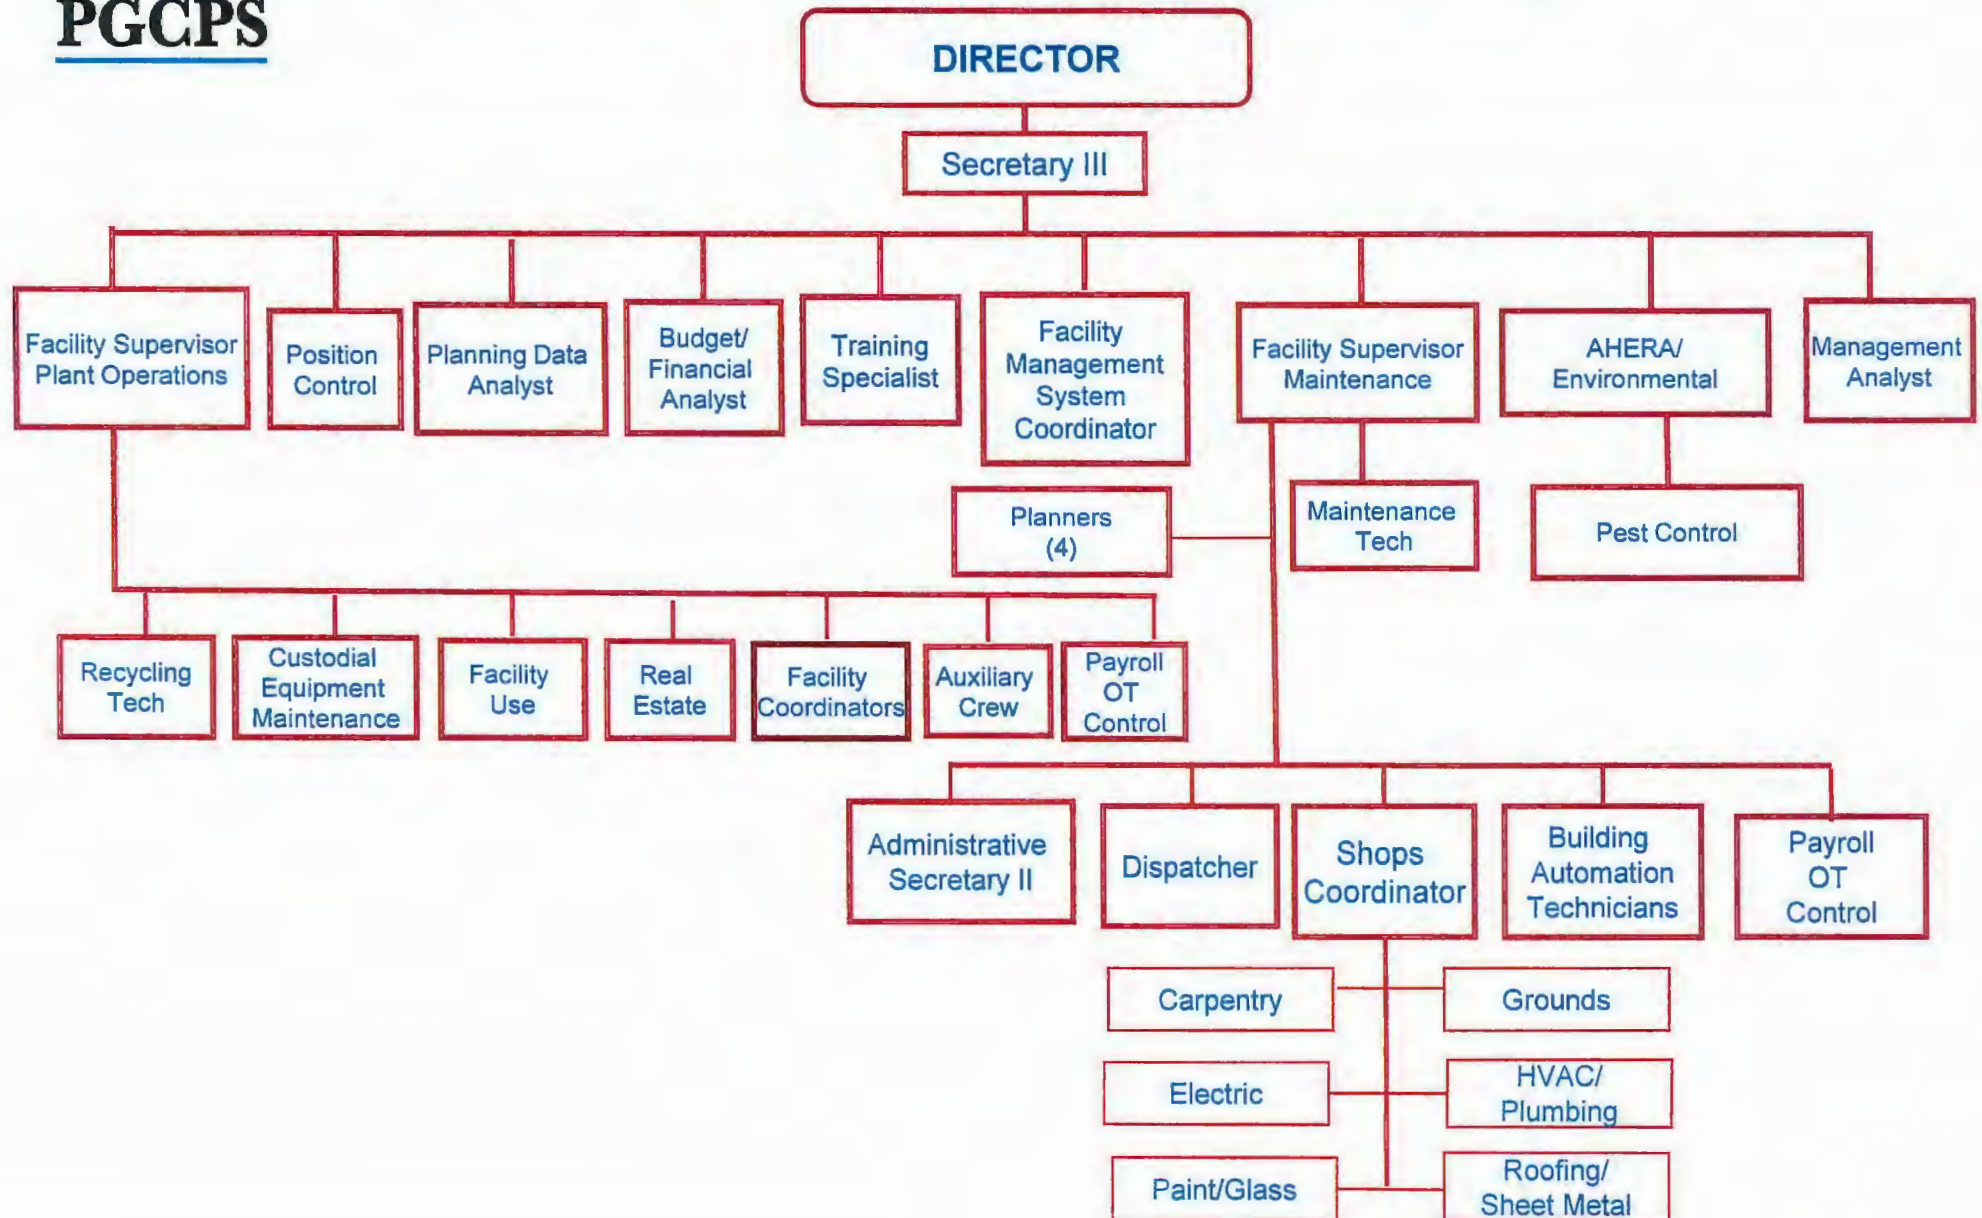 PGCPS
DIRECTOR
Secretary III
Facility Supervisor
Plant Operations
Position
Control
Planning Data
Analyst
Budget/
Financial
Analyst
Training
Specialist
Facility
Management
System
Coordinator
Facility Supervisor
Maintenance
AHERA/
Environmental
Management
Analyst
Planners
(4)
Maintenance
Tech
Pest Control
Recycling
Tech
Custodial
Equipment
Maintenance
Facility
Use
Real
Estate
Facility
Coordinators
Auxiliary
Crew
Payroll
OT
Control
Administrative
Secretary II
Dispatcher
Shops
Coordinator
Building
Automation
Technicians
Payroll
OT
Control
Carpentry
Grounds
Electric
HVAC/
Plumbing
Paint/Glass
Roofing/
Sheet Metal